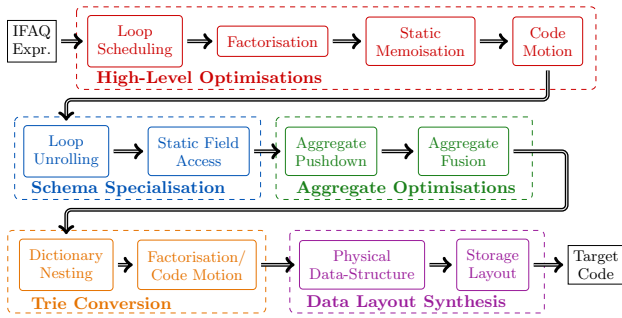 IFAQ
Expr.
Loop
Scheduling
Factorisation
Static
Memoisation
Code
Motion
High-Level Optimisations
Loop
Unrolling
Static Field
Access
Schema Specialisation
Aggregate
Pushdown
Aggregate
Fusion
Aggregate Optimisations
Dictionary
Nesting
Factorisation/
Code Motion
Trie Conversion
Physical
Data-Structure
Storage
Layout
Data Layout Synthesis
Target
Code